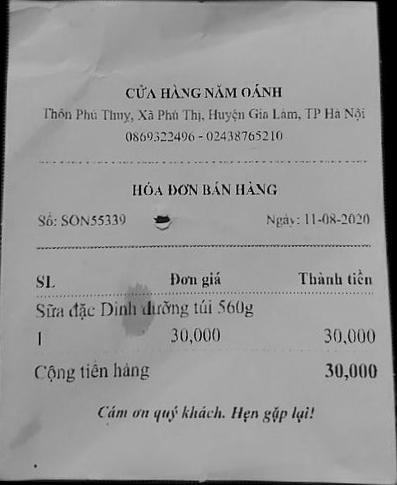 CỬA HÀNG NĂM OÁNH
Thôn Phú Thuỵ, Xã Phú Thị, Huyện Gia Lâm, TP Hà Nội
0869322496 - 02438765210
HÓA ĐƠN BÁN HÀNG
Số: SON55339 Ngày: 11-08-2020
SL Đơn giá Thành tiền
Sữa đặc Dinh dưỡng túi 560g
1 30,000 30,000
Cộng tiền hàng 30,000
Cám ơn quý khách. Hẹn gặp lại!